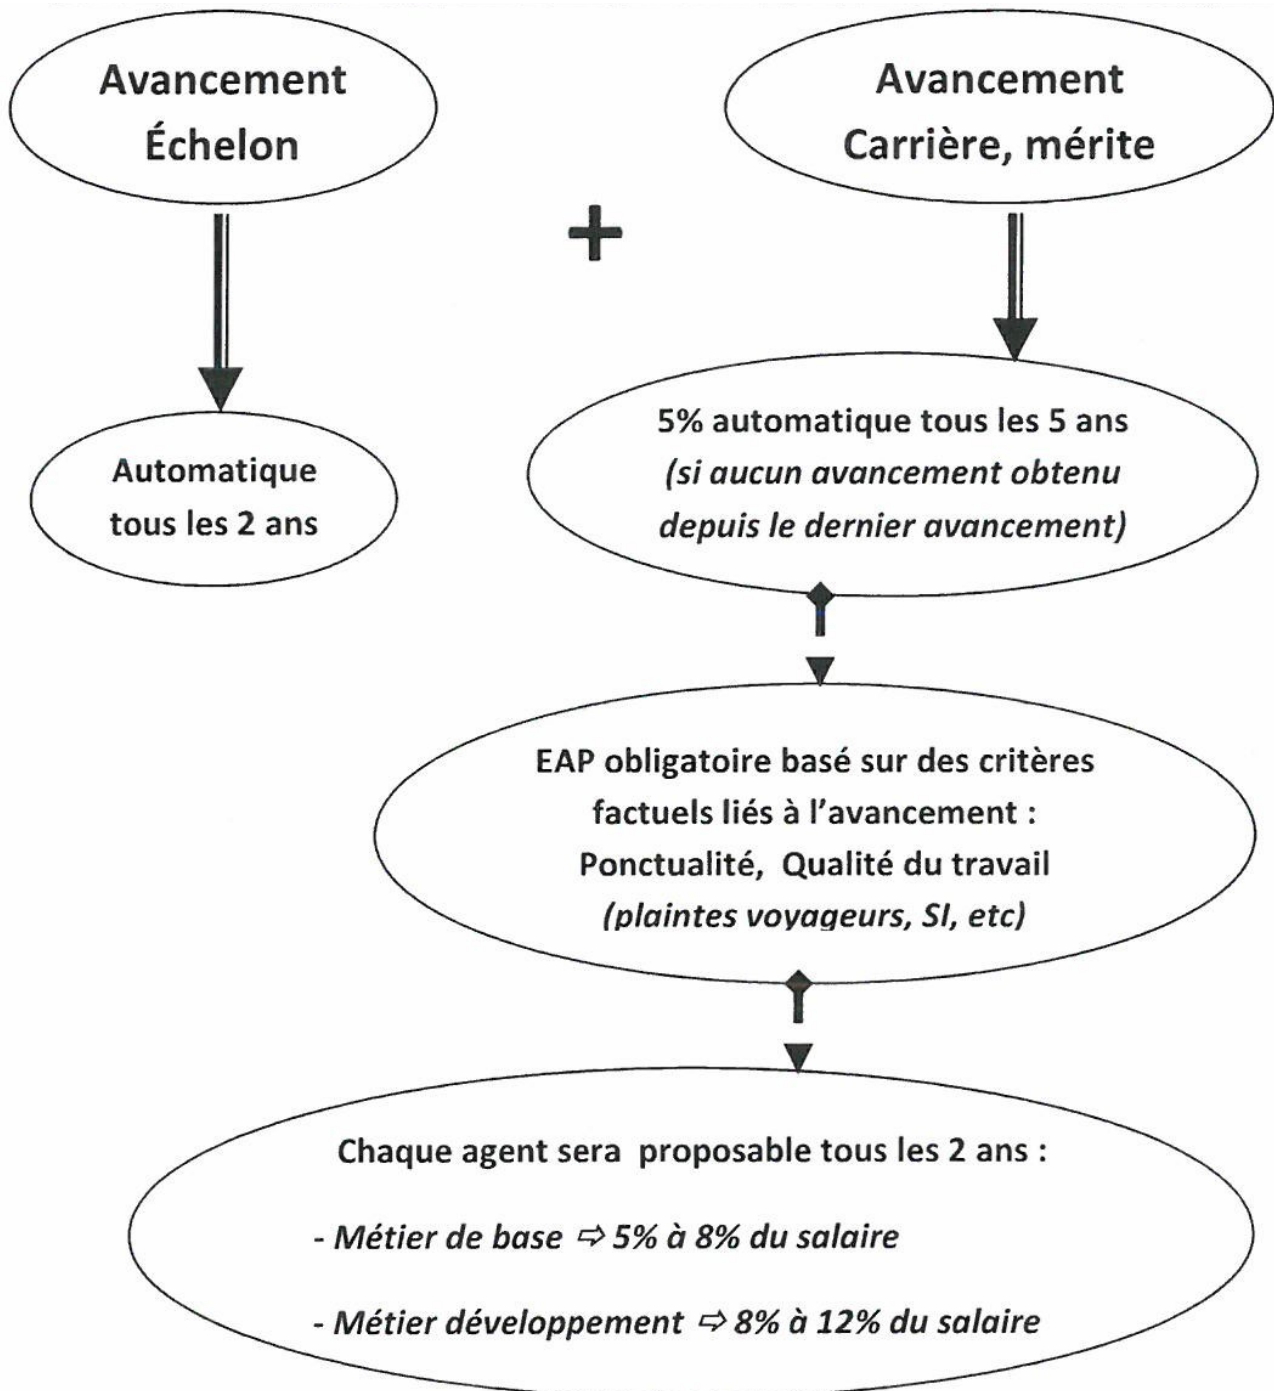 Avancement
Échelon
Avancement
Carrière, mérite
+
Automatique
tous les 2 ans
5% automatique tous les 5 ans
(si aucun avancement obtenu
depuis le dernier avancement)
EAP obligatoire basé sur des critères
factuels liés à l’avancement :
Ponctualité,  Qualité du travail
(plaintes voyageurs, SI, etc)
Chaque agent sera  proposable tous les 2 ans :
- Métier de base ⇨ 5% à 8% du salaire
- Métier développement ⇨ 8% à 12% du salaire